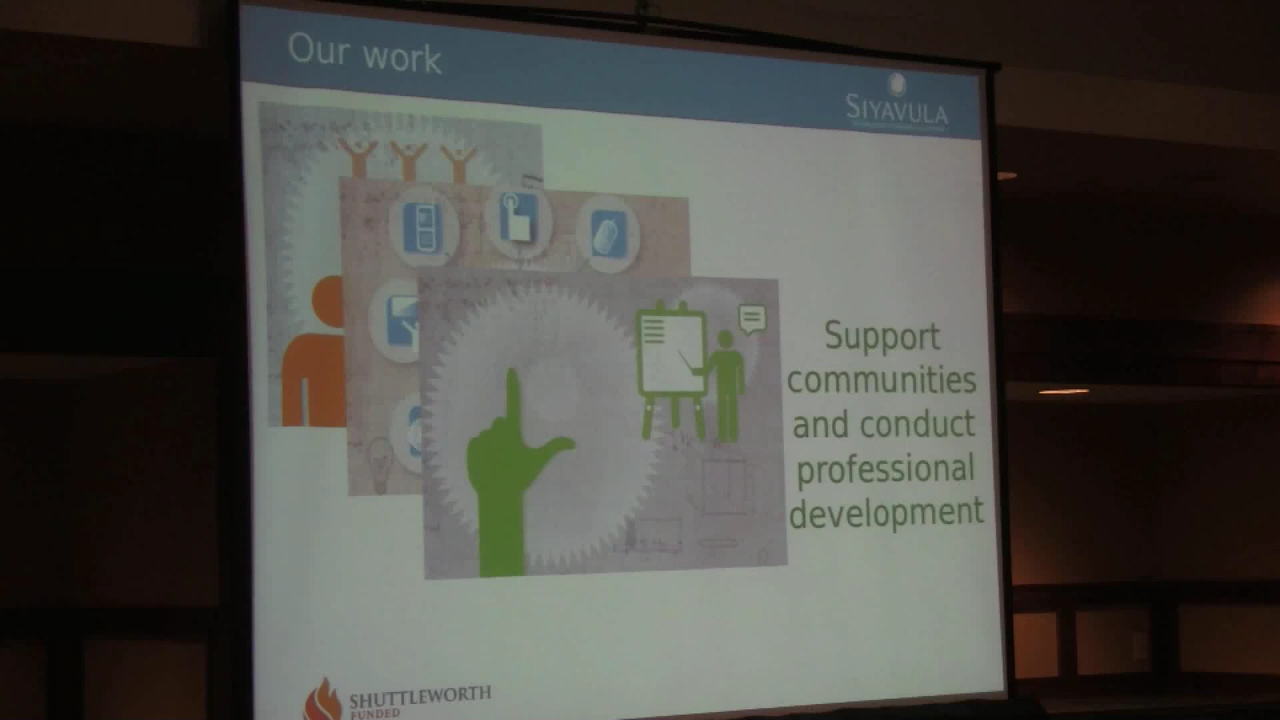 Our work
SIYAVULA
Support
communities
and conduct
professional
development
SHUTTLEWORTH
FUNDED